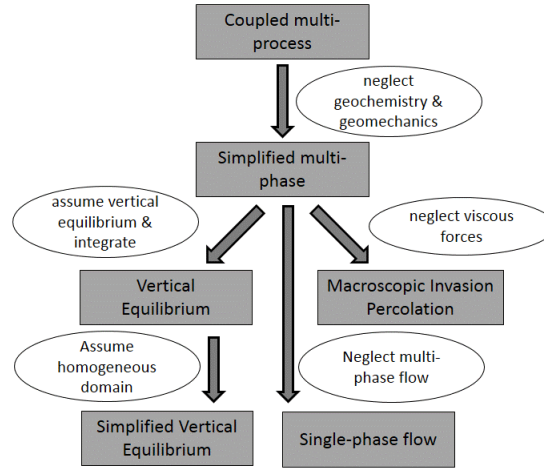 Coupled multi-
process
neglect
geochemistry &
geomechanics
Simplified multi-
phase
assume vertical
equilibrium &
integrate
neglect viscous
forces
Vertical
Equilibrium
Macroscopic Invasion
Percolation
Assume
homogeneous
domain
Neglect multi-
phase flow
Simplified Vertical
Equilibrium
Single-phase flow